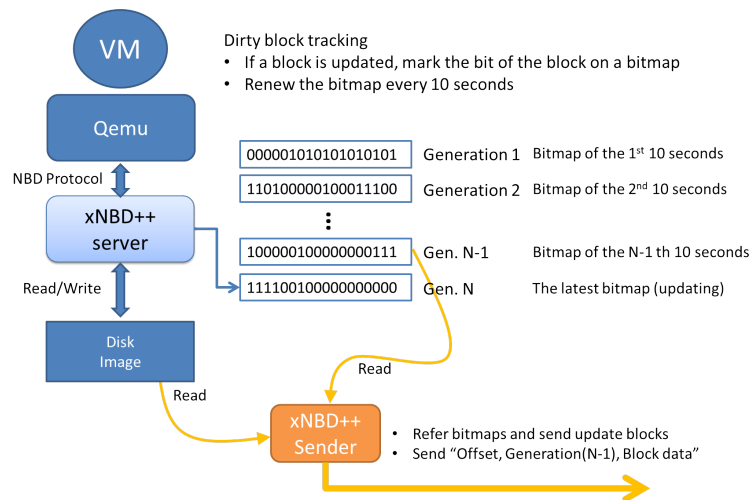 VM
Dirty block tracking
• If a block is updated, mark the bit of the block on a bitmap
• Renew the bitmap every 10 seconds
Qemu
NBD Protocol
xNBD++
server
Read/Write
Disk
Image
000001010101010101 Generation 1 Bitmap of the 1st 10 seconds
110100000100011100 Generation 2 Bitmap of the 2nd 10 seconds
⋮
100000100000000111 Gen. N-1 Bitmap of the N-1 th 10 seconds
111100100000000000 Gen. N The latest bitmap (updating)
Read
Read
xNBD++
Sender
• Refer bitmaps and send update blocks
• Send “Offset, Generation(N-1), Block data”